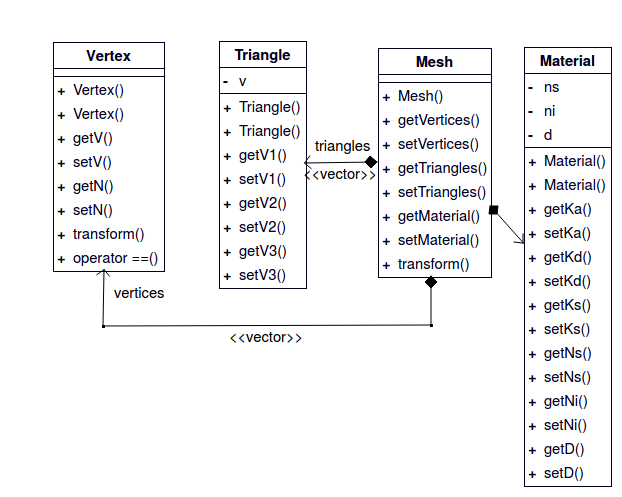 Vertex
+ Vertex()
+ Vertex()
+ getV()
+ setV()
+ getN()
+ setN()
+ transform()
+ operator ==()
Triangle
- v
+ Triangle()
+ Triangle()
+ getV1()
+ setV1()
+ getV2()
+ setV2()
+ getV3()
+ setV3()
triangles
<<vector>>
Mesh
+ Mesh()
+ getVertices()
+ setVertices()
+ getTriangles()
+ setTriangles()
+ getMaterial()
+ setMaterial()
+ transform()
Material
- ns
- ni
- d
+ Material()
+ Material()
+ getKa()
+ setKa()
+ getKd()
+ setKd()
+ getKs()
+ setKs()
+ getNs()
+ setNs()
+ getNi()
+ setNi()
+ getD()
+ setD()
vertices
<<vector>>